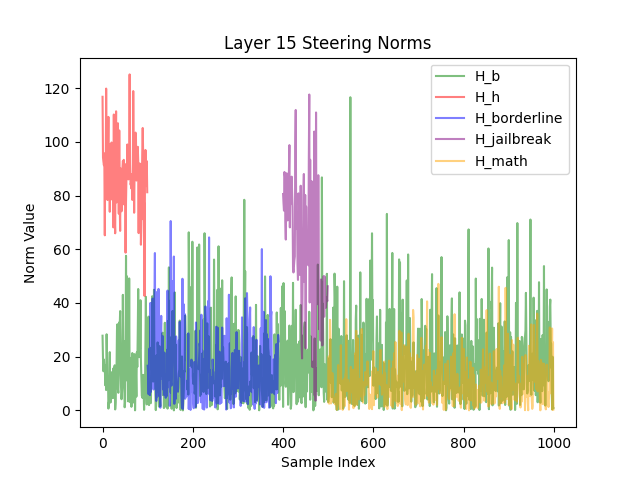 Layer 15 Steering Norms
H_b
H_h
H_borderline
H_jailbreak
H_math
Norm Value
120
100
80
60
40
20
0
0
200
400
600
800
1000
Sample Index